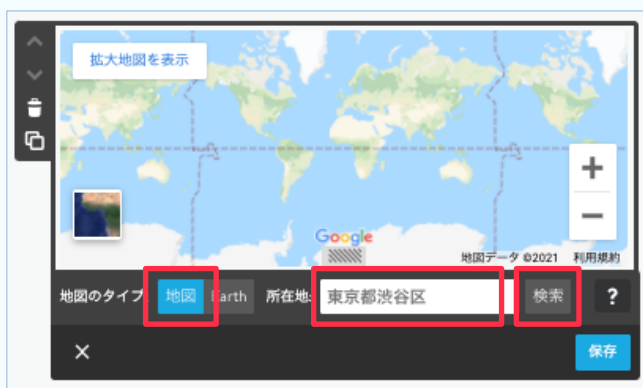 拡大地図を表示
Google
地図データ ©2021 利用規約
地図のタイプ: 地図 Earth 所在地: 東京都渋谷区 検索 ?
保存